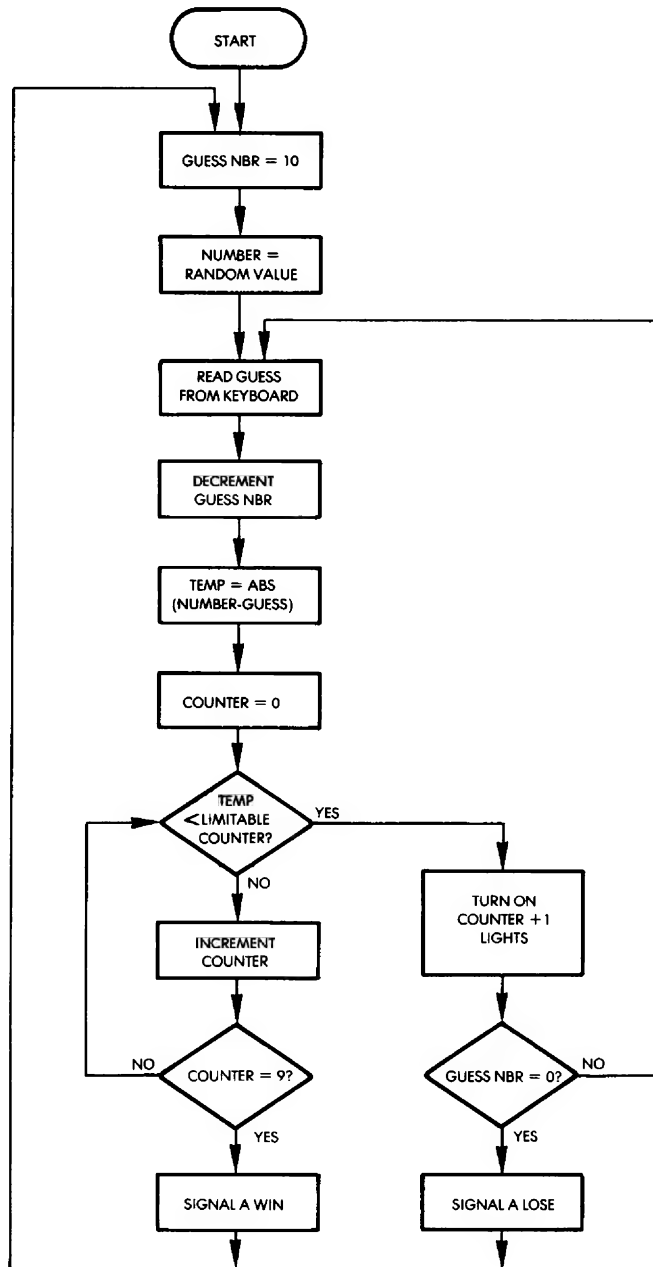 START
GUESS NBR = 10
NUMBER =
RANDOM VALUE
READ GUESS
FROM KEYBOARD
DECREMENT
GUESS NBR
TEMP = ABS
(NUMBER-GUESS)
COUNTER = 0
TEMP
<LIMITABLE
COUNTER?
YES
NO
TURN ON
COUNTER +1
LIGHTS
INCREMENT
COUNTER
NO
COUNTER = 9?
GUESS NBR = 0?
NO
YES
YES
SIGNAL A WIN
SIGNAL A LOSE